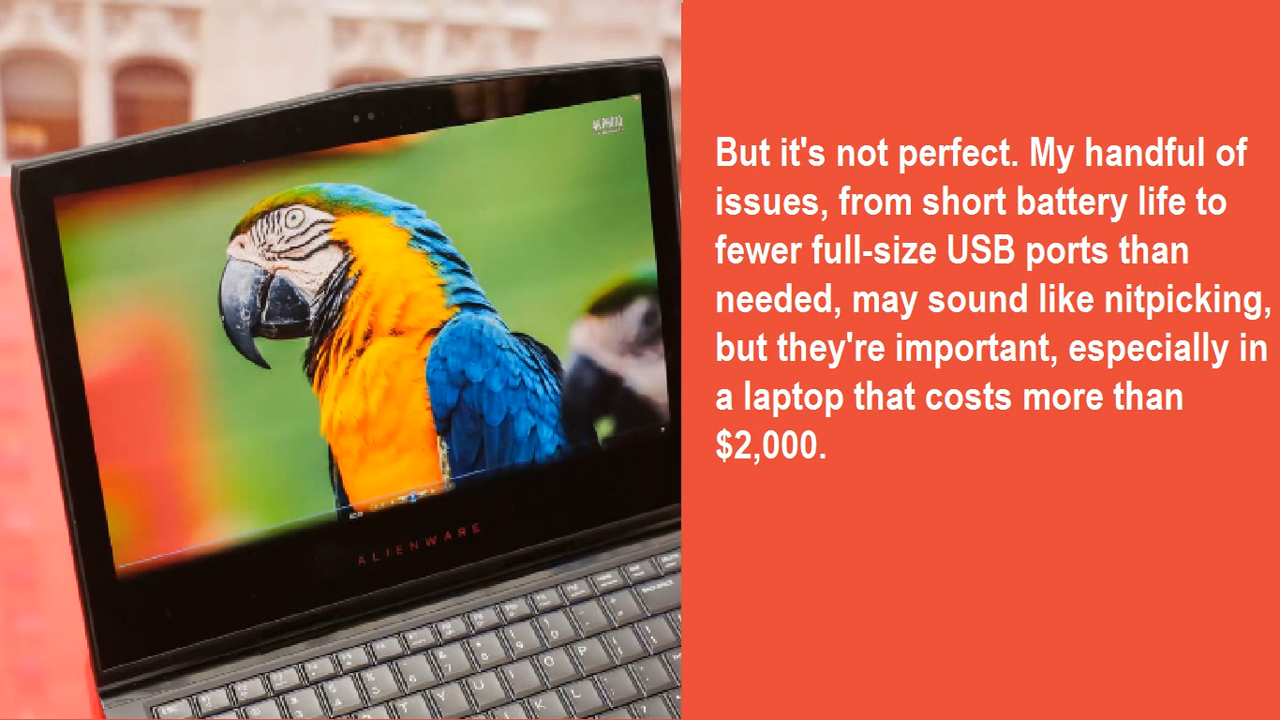 But it's not perfect. My handful of
issues, from short battery life to
fewer full-size USB ports than
needed, may sound like nitpicking,
but they're important, especially in
a laptop that costs more than
$2,000.
ALIENWARE